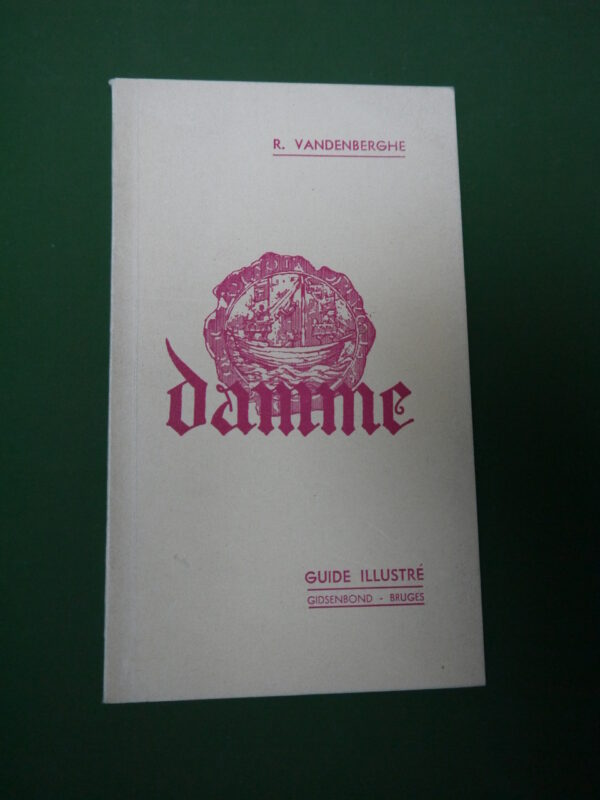 R. VANDENBERGHE
damme
GUIDE ILLUSTRÉ
GIDSENBOND - BRUGES